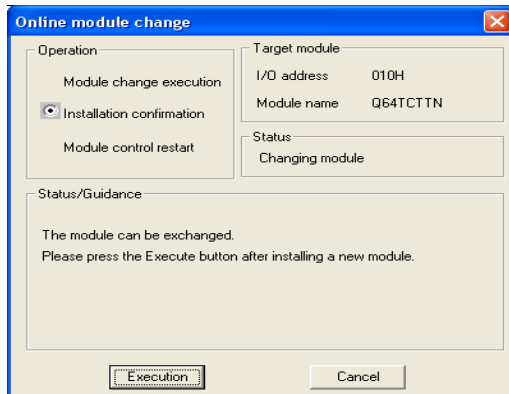 Online module change
Operation
Module change execution
Installation confirmation
Module control restart
Target module
I/O address 010H
Module name Q64TCTTN
Status
Changing module
Status/Guidance
The module can be exchanged.
Please press the Execute button after installing a new module.
Execution
Cancel